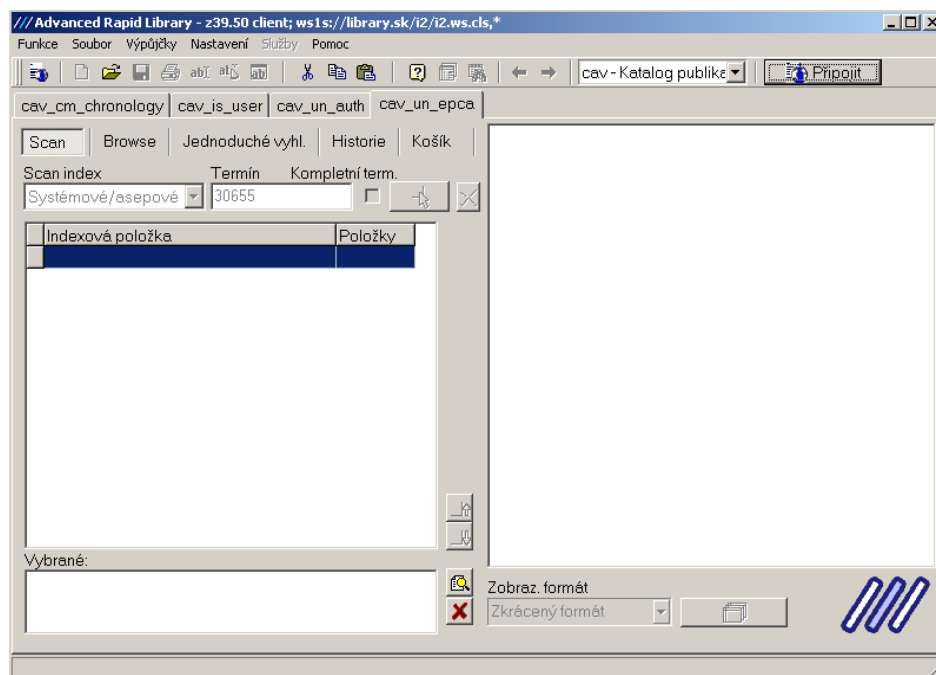 /// Advanced Rapid Library - z39.50 client; ws1s://library.sk/i2/i2.ws.cls,*
Funkce Soubor Výpůjčky Nastavení Služby Pomoc
cav - Katalog publika Připojit
cav_cm_chronology cav_is_user cav_un_auth cav_un_epca
Scan Browse Jednoduché vyhl. Historie Košík
Scan index Termín Kompletní term.
Systémové/asepové 30655
Indexová položka Položky
Vybrané:
Zobraz. formát
Zkrácený formát